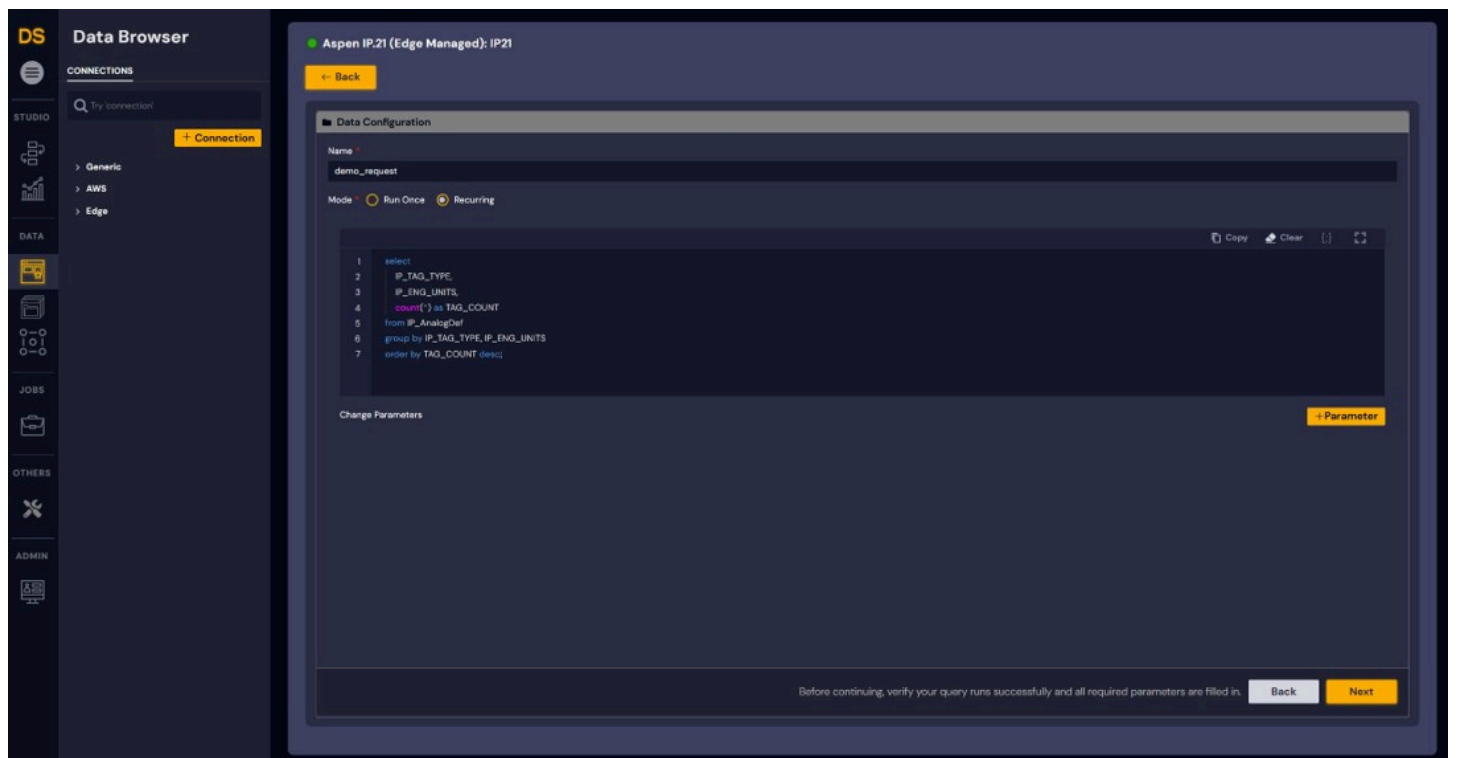 DS
STUDIO
DATA
JOBS
OTHERS
ADMIN
Data Browser
CONNECTIONS
Try 'connection'
+ Connection
> Generic
> AWS
> Edge
Aspen IP.21 (Edge Managed): IP21
← Back
Data Configuration
Name *
demo_request
Mode * Run Once Recurring
Copy Clear {;}
1 select
2 IP_TAG_TYPE,
3 IP_ENG_UNITS,
4 count(*) as TAG_COUNT
5 from IP_AnalogDef
6 group by IP_TAG_TYPE, IP_ENG_UNITS
7 order by TAG_COUNT desc;
Change Parameters
+Parameter
Before continuing, verify your query runs successfully and all required parameters are filled in.
Back
Next